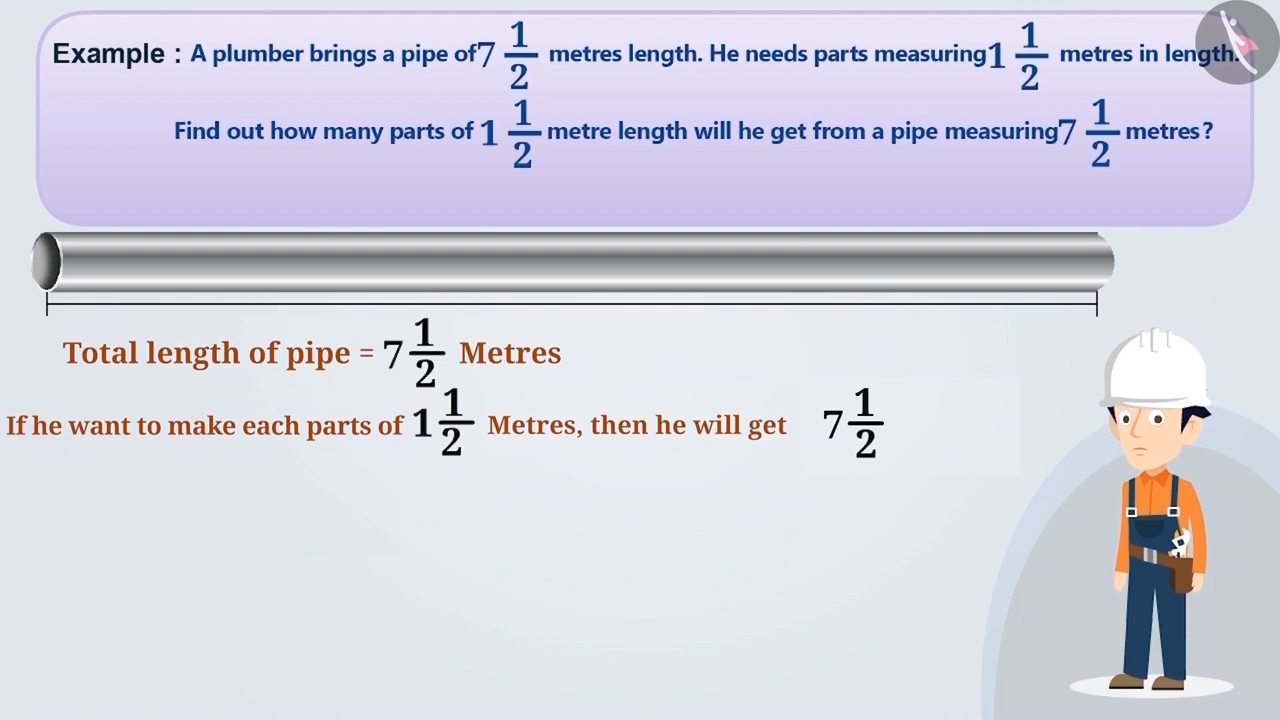 Example : A plumber brings a pipe of 7 1/2 metres length. He needs parts measuring 1 1/2 metres in length.
Find out how many parts of 1 1/2 metre length will he get from a pipe measuring 7 1/2 metres?
Total length of pipe = 7 1/2 Metres
If he want to make each parts of 1 1/2 Metres, then he will get 7 1/2